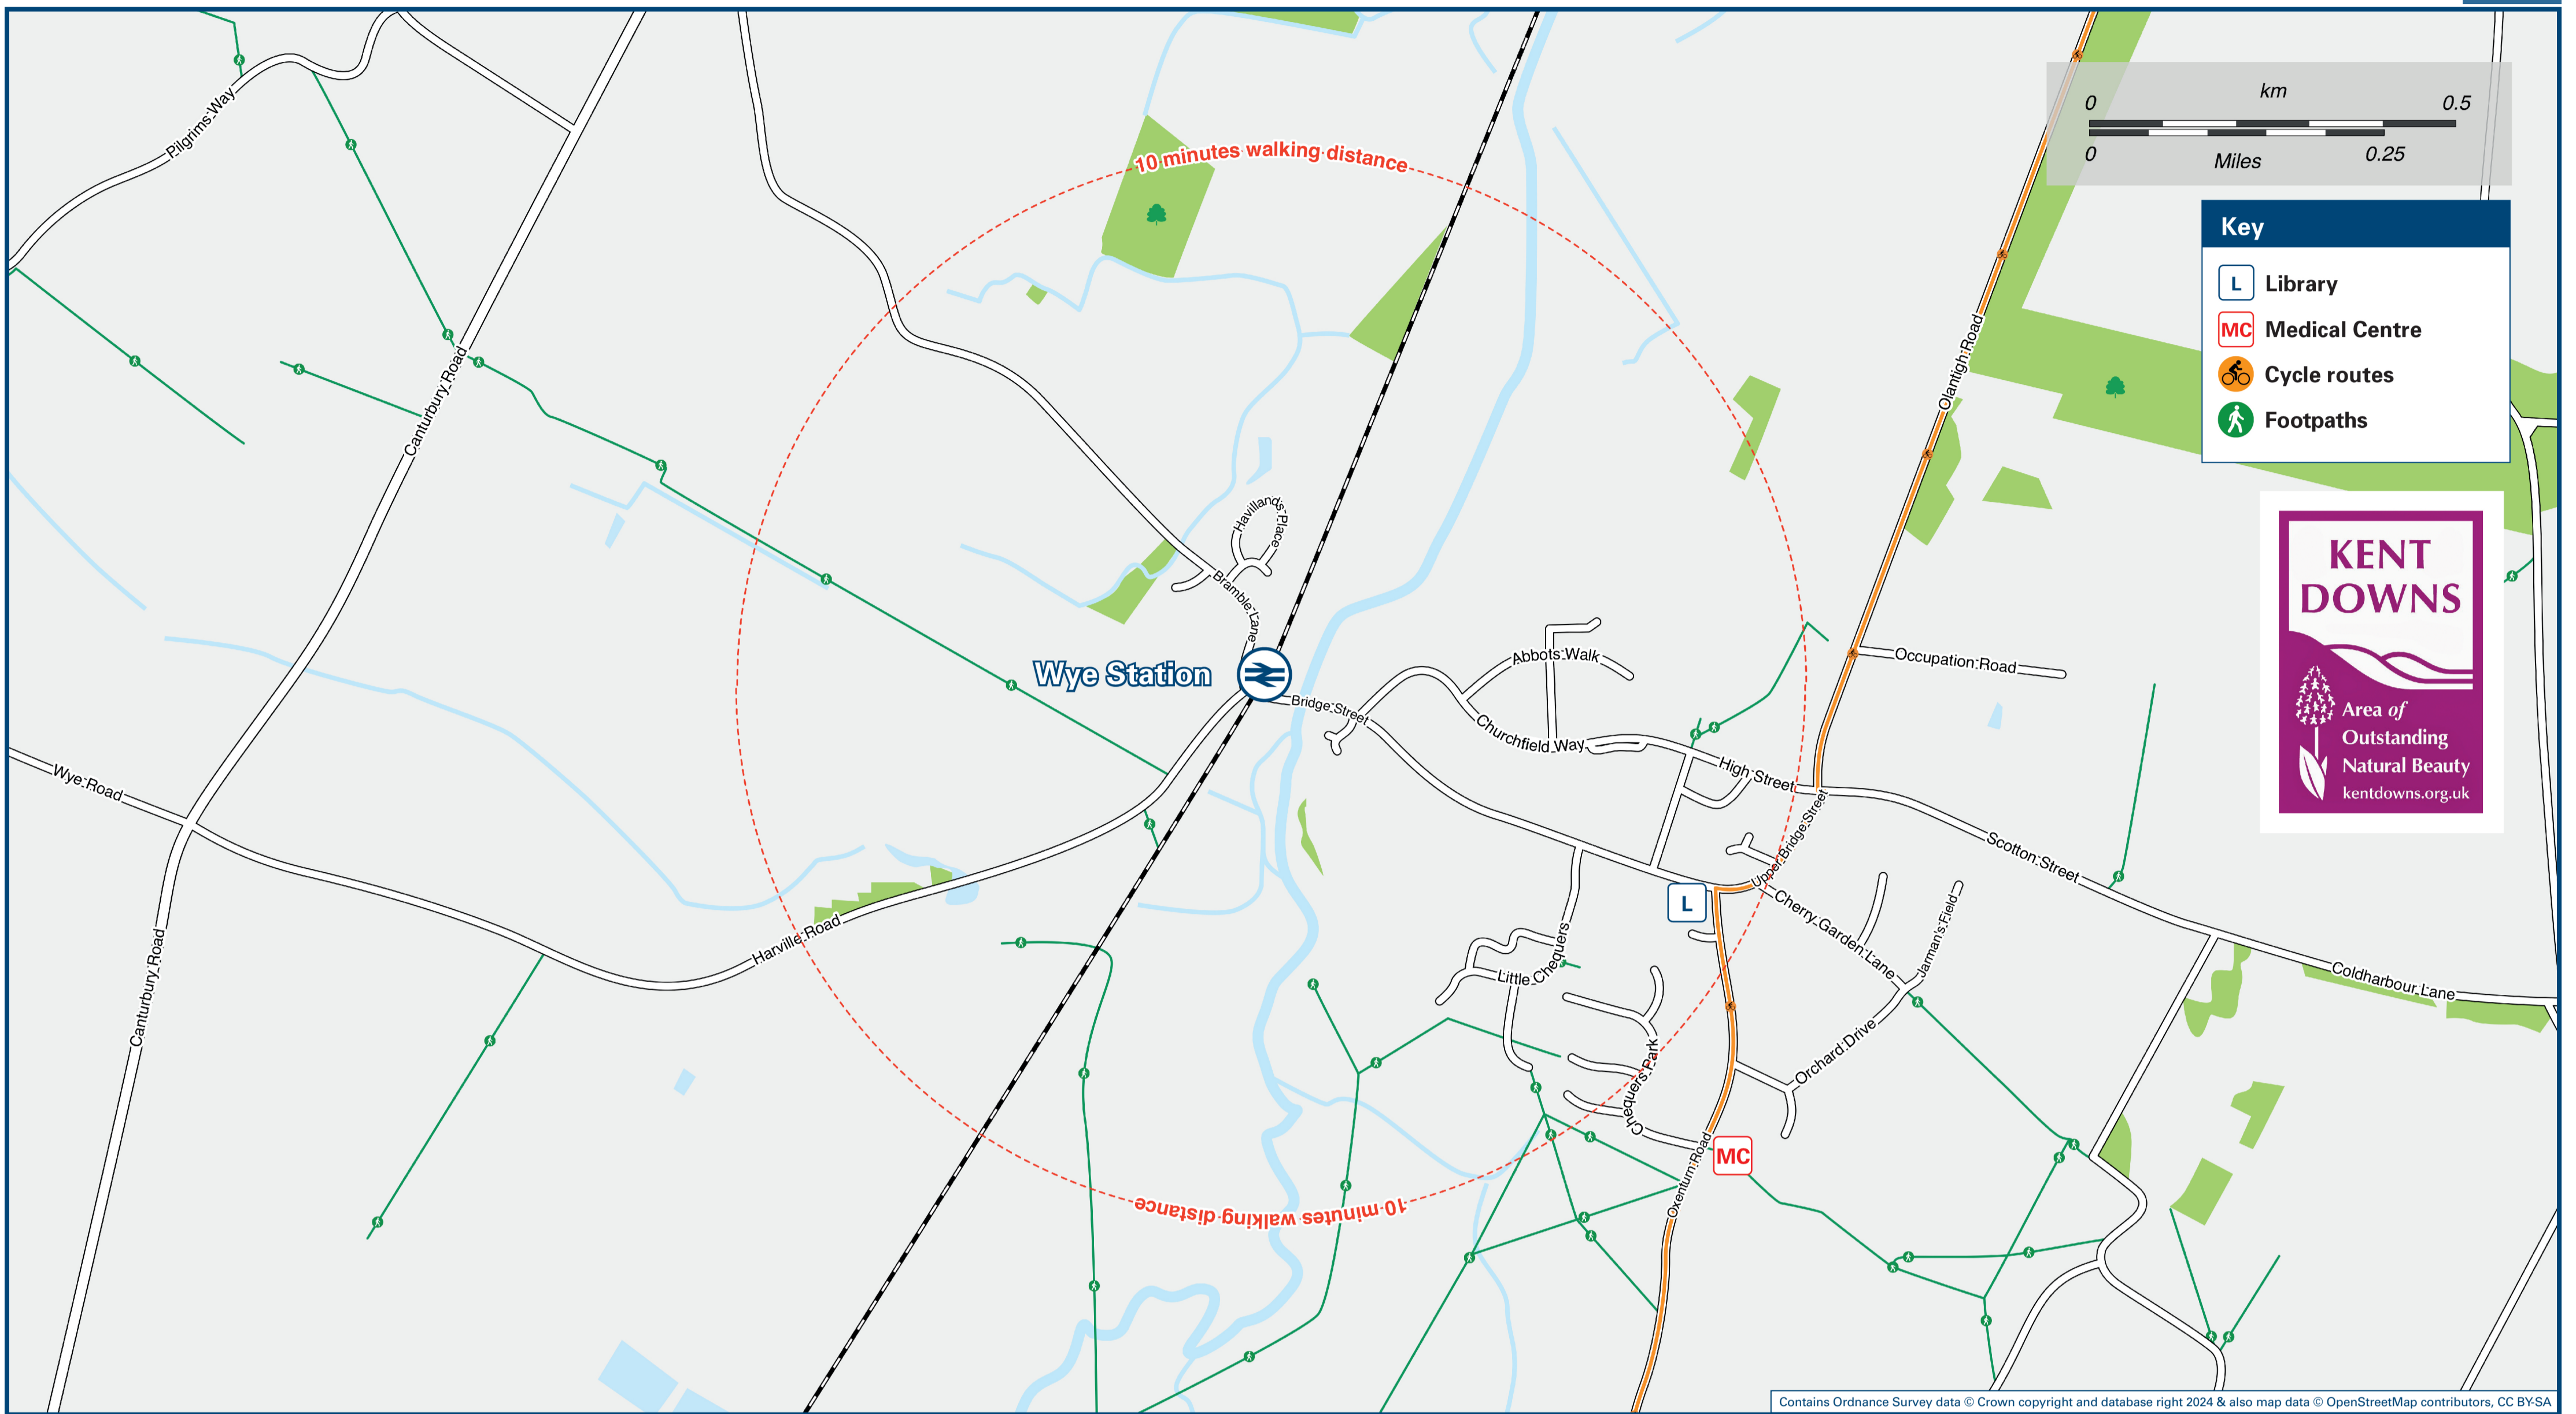 Pilgrims Way
10 minutes walking distance
km
0
0.5
0
0.25
Miles
Key
L
Library
MC
Medical Centre
Cycle routes
Footpaths
Olantigh Road
Canturbury Road
Havillands Place
Bramble Lane
KENT
DOWNS
Area of
Outstanding
Natural Beauty
kentdowns.org.uk
Wye Station
Abbots Walk
Occupation Road
Bridge Street
Churchfield Way
High Street
Wye Road
Upper Bridge Street
Scotton Street
L
Cherry Garden Lane
Jarman's Field
Harville Road
Canturbury Road
Little Chequers
Coldharbour Lane
Chequers Park
Orchard Drive
MC
Oxenturn Road
10 minutes walking distance
Contains Ordnance Survey data © Crown copyright and database right 2024 & also map data © OpenStreetMap contributors, CC BY-SA